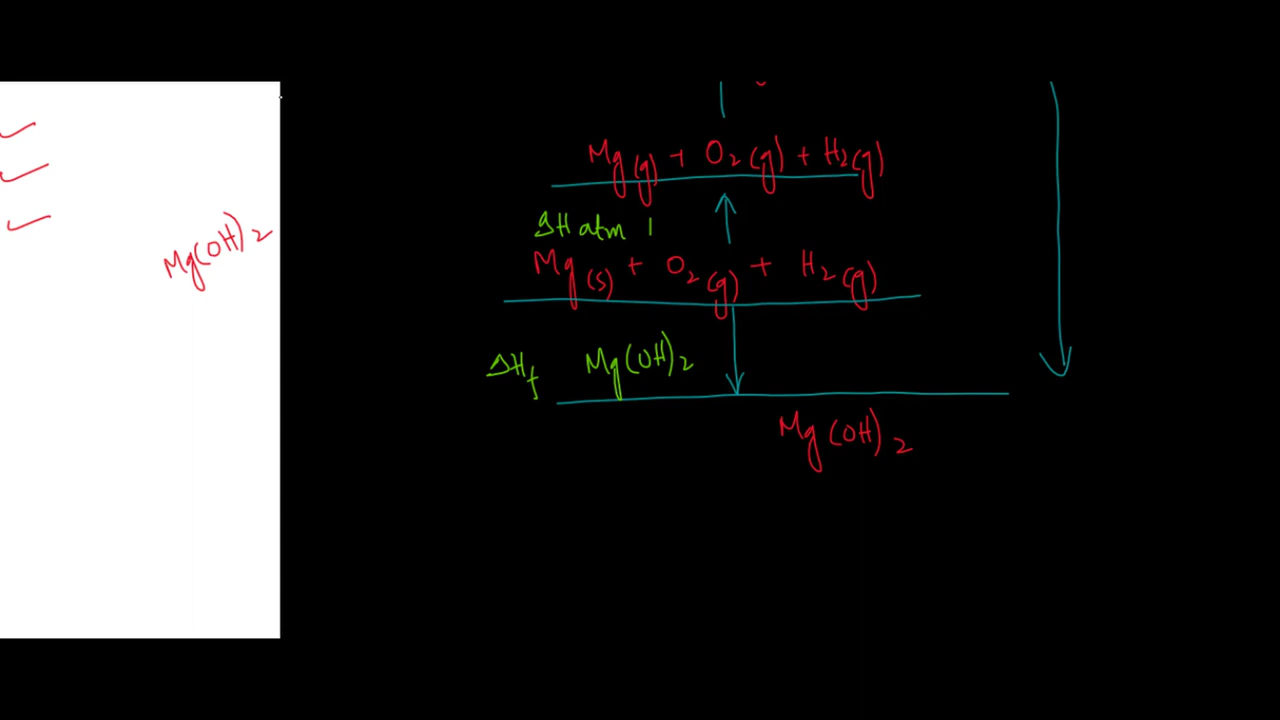 Mg(OH)2
Mg(g) + O2(g) + H2(g)
ΔH atm 1
Mg(s) + O2(g) + H2(g)
ΔHf Mg(OH)2
Mg(OH)2